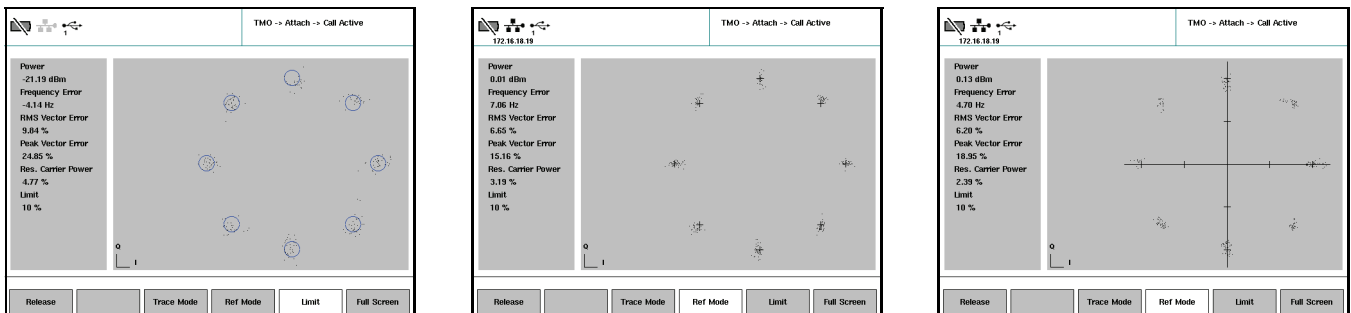 1
TMO -> Attach -> Call Active
Power
-21.19 dBm
Frequency Error
-4.14 Hz
RMS Vector Error
9.84 %
Peak Vector Error
24.85 %
Res. Carrier Power
4.77 %
Limit
10 %
Q
I
Release
Trace Mode
Ref Mode
Limit
Full Screen
1
172.16.18.19
TMO -> Attach -> Call Active
Power
0.01 dBm
Frequency Error
7.06 Hz
RMS Vector Error
6.65 %
Peak Vector Error
15.16 %
Res. Carrier Power
3.19 %
Limit
10 %
Q
I
Release
Trace Mode
Ref Mode
Limit
Full Screen
1
172.16.18.19
TMO -> Attach -> Call Active
Power
0.13 dBm
Frequency Error
4.70 Hz
RMS Vector Error
6.20 %
Peak Vector Error
18.95 %
Res. Carrier Power
2.39 %
Limit
10 %
Q
I
Release
Trace Mode
Ref Mode
Limit
Full Screen